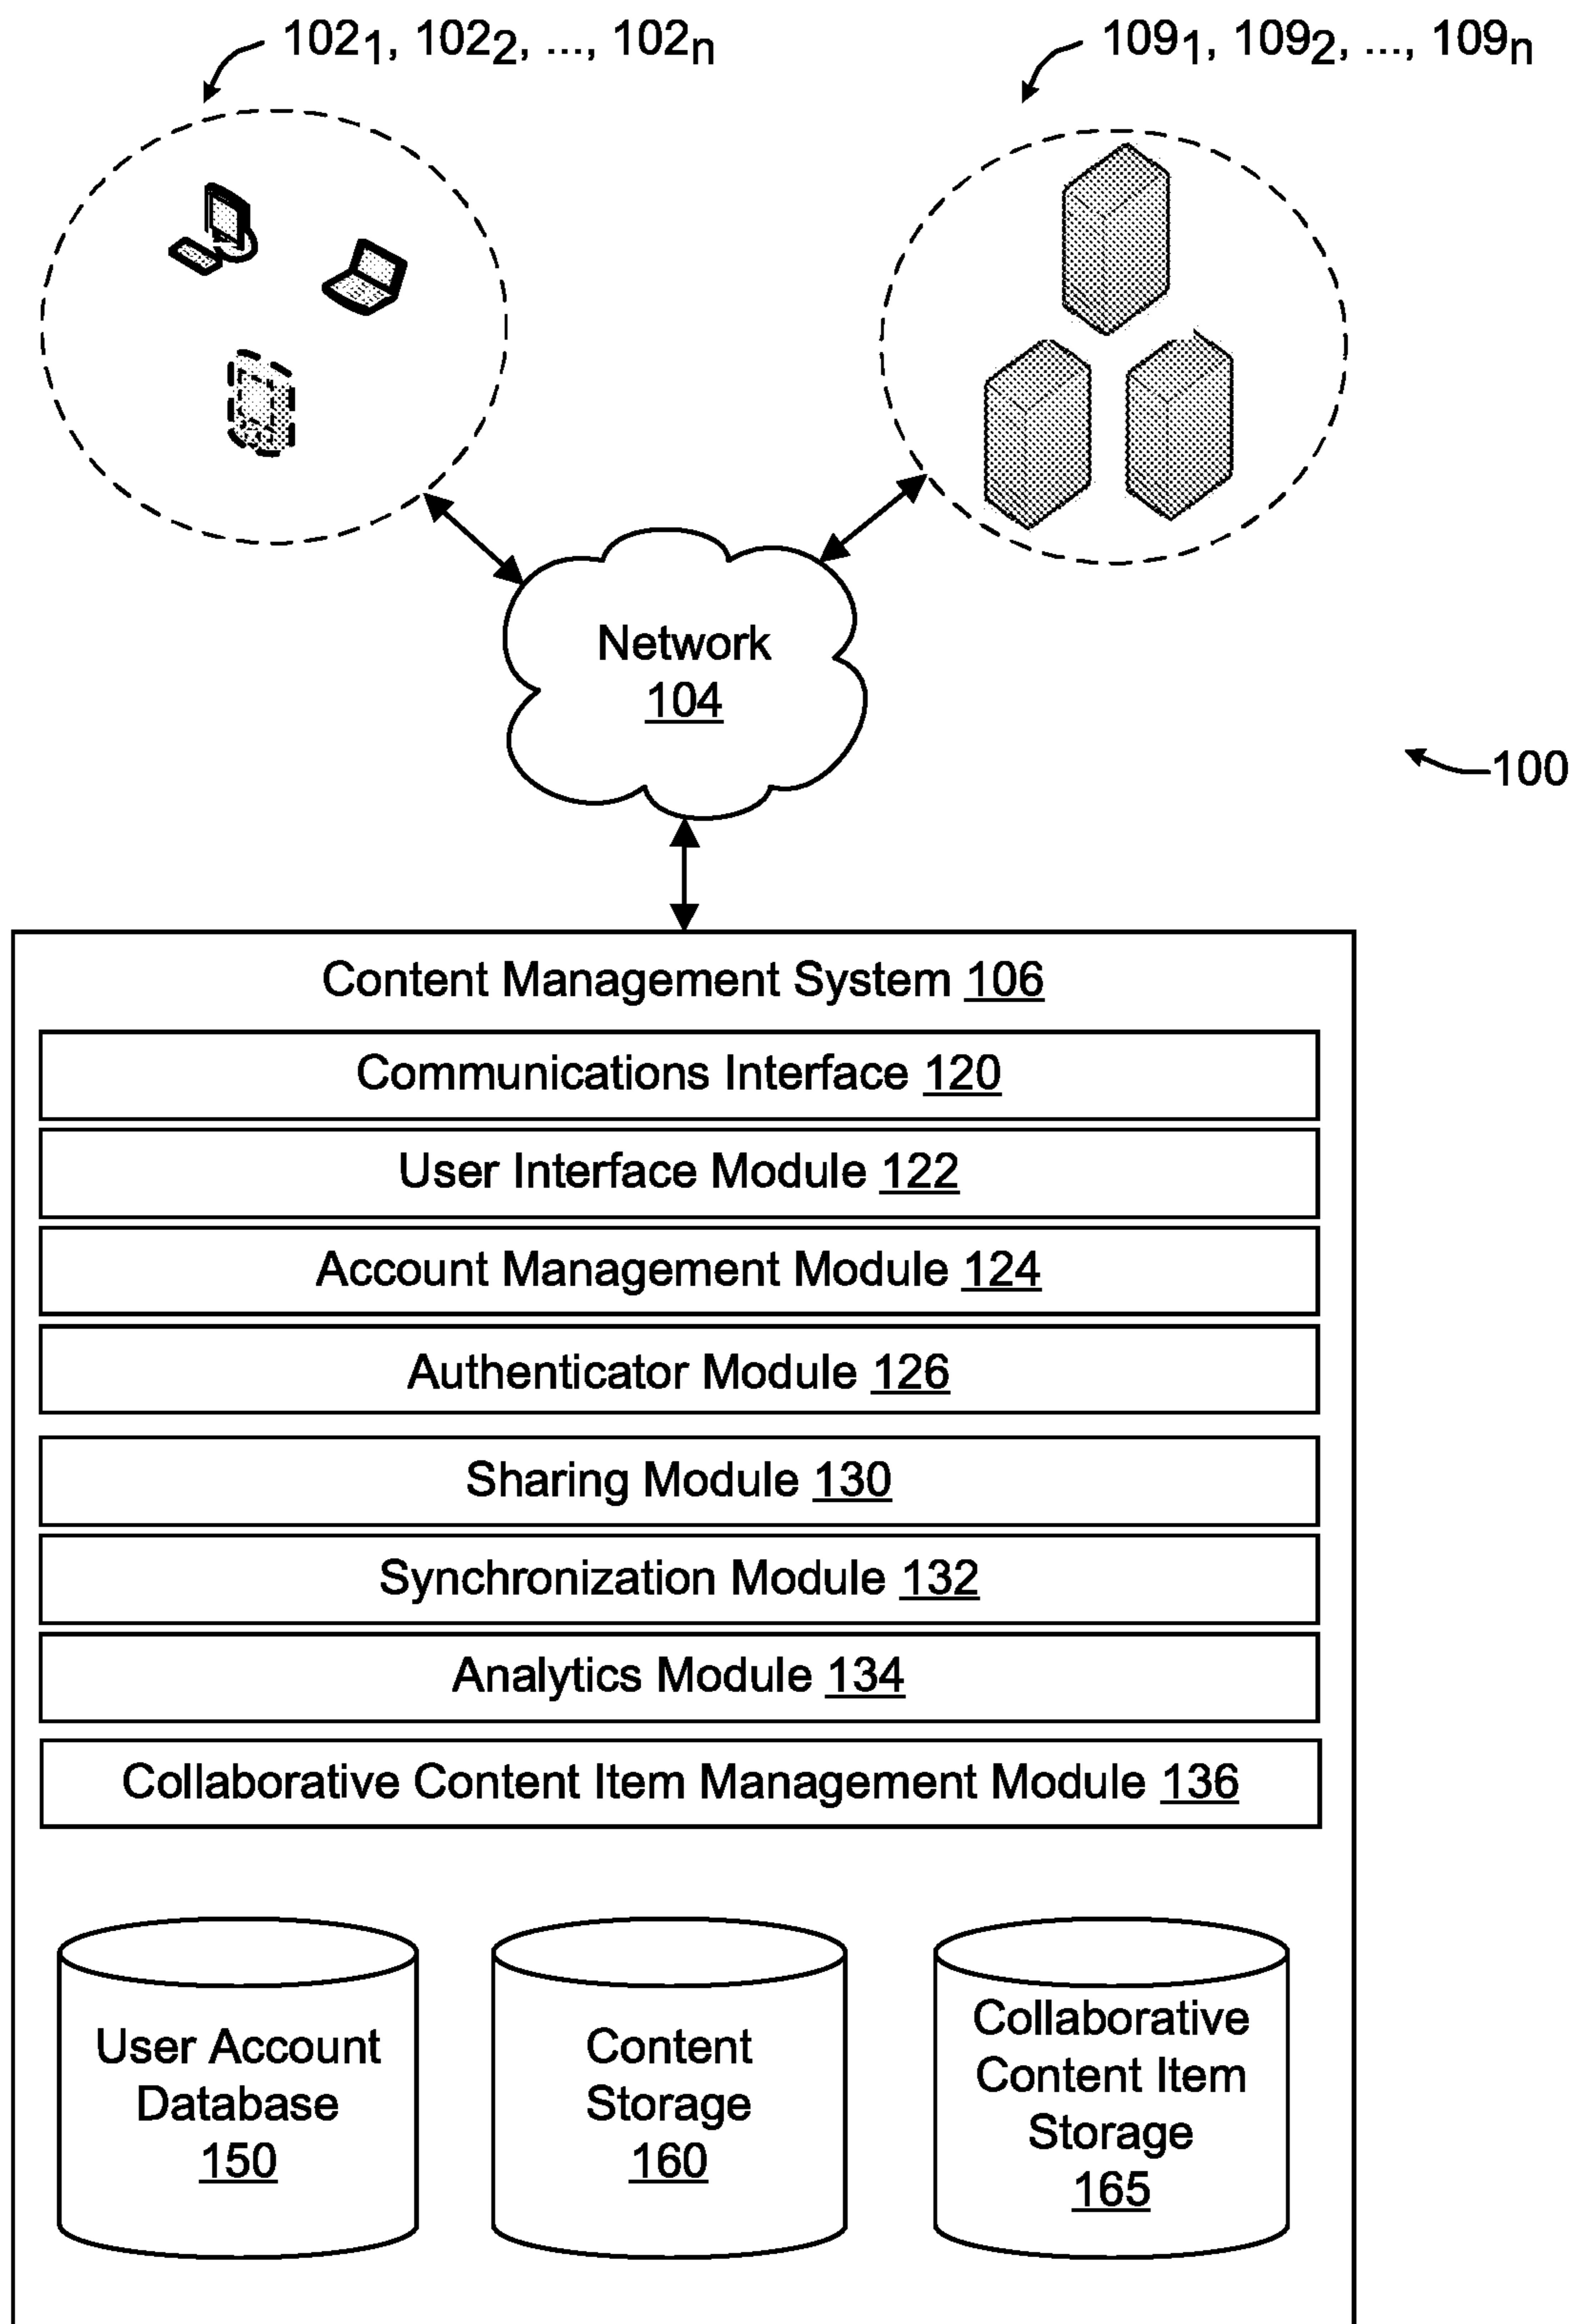 102₁, 102₂, ..., 102ₙ
109₁, 109₂, ..., 109ₙ
Network
104
100
Content Management System 106
Communications Interface 120
User Interface Module 122
Account Management Module 124
Authenticator Module 126
Sharing Module 130
Synchronization Module 132
Analytics Module 134
Collaborative Content Item Management Module 136
User Account
Database
150
Content
Storage
160
Collaborative
Content Item
Storage
165